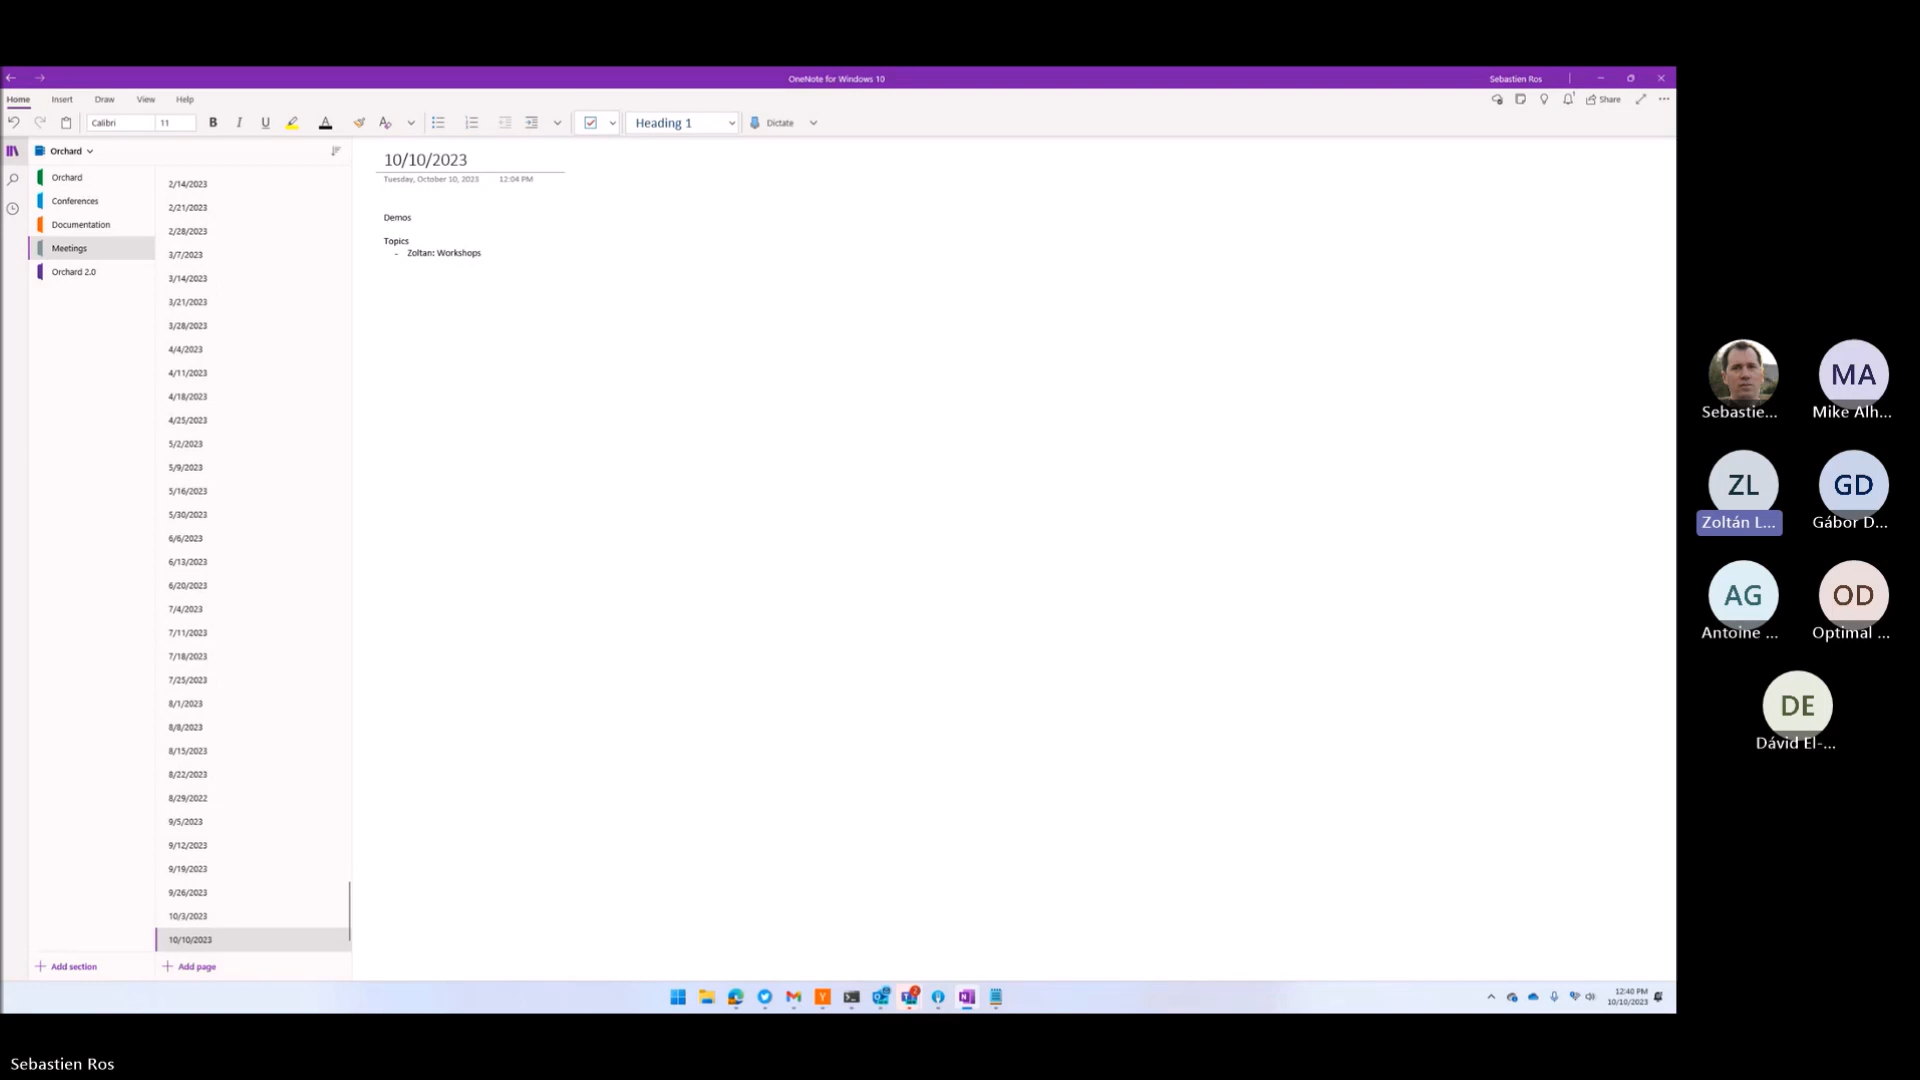 OneNote for Windows 10
Sebastien Ros
Home Insert Draw View Help
Share
Calibri 11
B I U
Heading 1
Dictate
Orchard
Orchard
Conferences
Documentation
Meetings
Orchard 2.0
2/14/2023
2/21/2023
2/28/2023
3/7/2023
3/14/2023
3/21/2023
3/28/2023
4/4/2023
4/11/2023
4/18/2023
4/25/2023
5/2/2023
5/9/2023
5/16/2023
5/30/2023
6/6/2023
6/13/2023
6/20/2023
7/4/2023
7/11/2023
7/18/2023
7/25/2023
8/1/2023
8/8/2023
8/15/2023
8/22/2023
8/29/2022
9/5/2023
9/12/2023
9/19/2023
9/26/2023
10/3/2023
10/10/2023
Add section
Add page
10/10/2023
Tuesday, October 10, 2023 12:04 PM
Demos
Topics
- Zoltan: Workshops
12:40 PM
10/10/2023
Sebastie...
MA
Mike Alh...
ZL
Zoltán L...
GD
Gábor D...
AG
Antoine ...
OD
Optimal ...
DE
Dávid El-...
Sebastien Ros